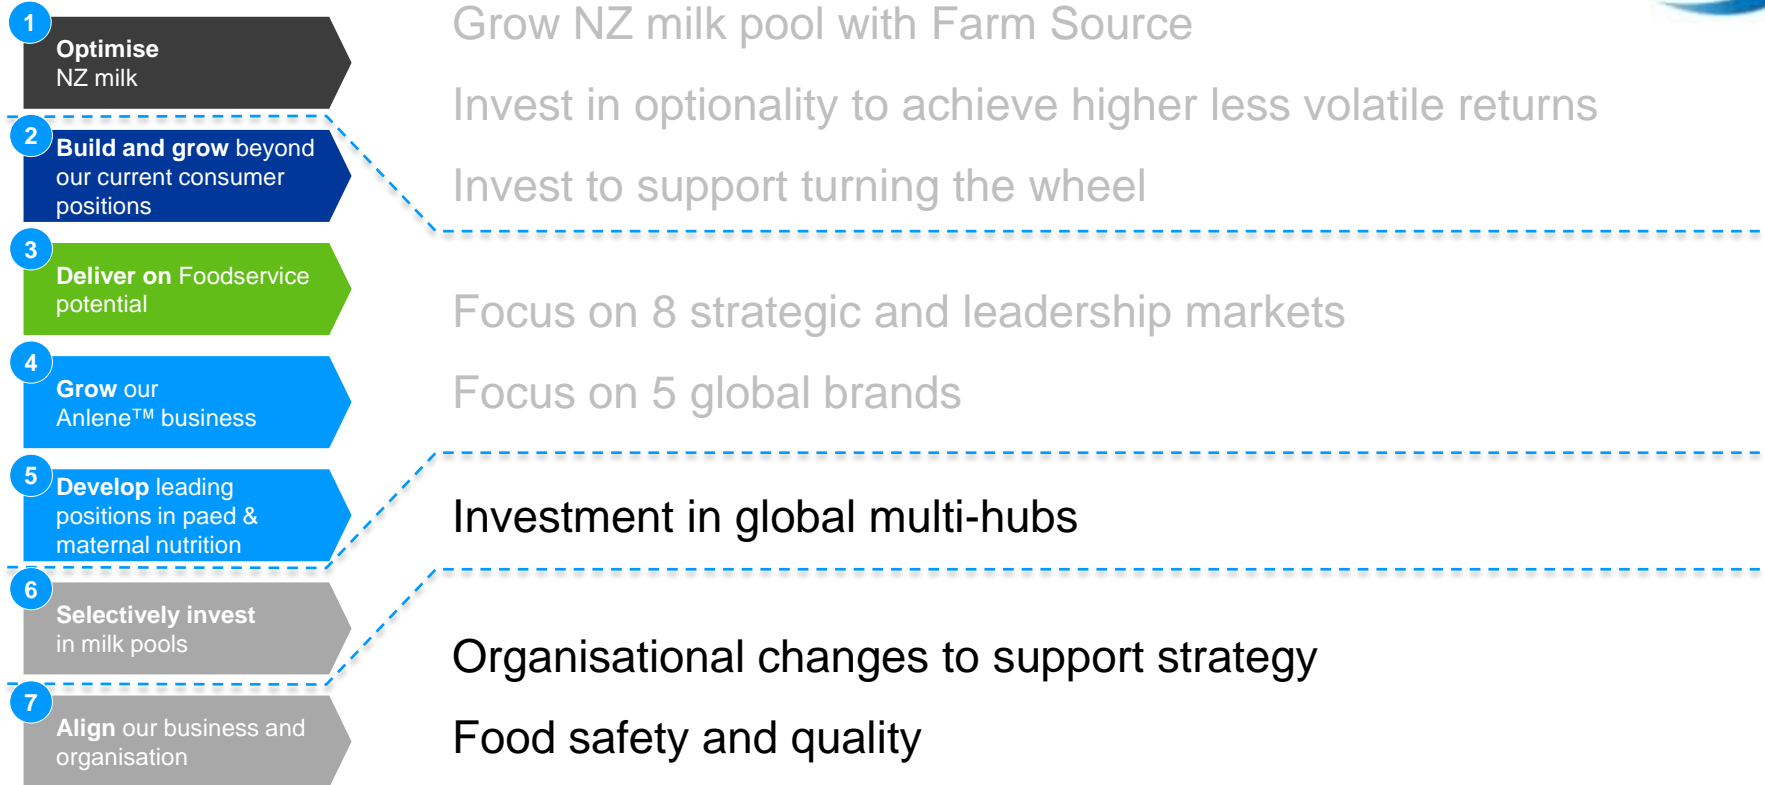 1
Optimise
NZ milk
Grow NZ milk pool with Farm Source
Invest in optionality to achieve higher less volatile returns
Invest to support turning the wheel
2
Build and grow beyond
our current consumer
positions
3
Deliver on Foodservice
potential
Focus on 8 strategic and leadership markets
Focus on 5 global brands
4
Grow our
Anlene™ business
5
Develop leading
positions in paed &
maternal nutrition
Investment in global multi-hubs
6
Selectively invest
in milk pools
Organisational changes to support strategy
Food safety and quality
7
Align our business and
organisation